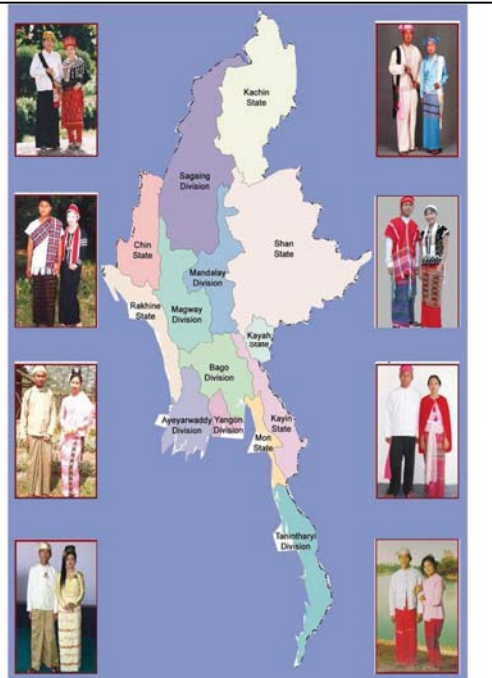 Kachin
State
Sagaing
Division
Chin
State
Shan
State
Mandalay
Division
Rakhine
State
Magway
Division
Kayah
State
Bago
Division
Ayeyarwaddy
Division
Yangon
Division
Kayin
State
Mon
State
Tanintharyi
Division